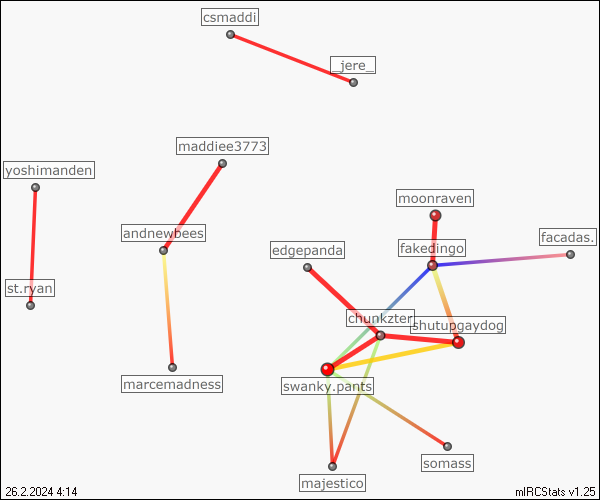 csmaddi
_jere_
maddiee3773
yoshimanden
moonraven
andnewbees
facadas.
edgepanda
fakedingo
st.ryan
chunkzter
shutupgaydog
marcemadness
swanky.pants
somass
majestico
26.2.2024 4:14
mIRCStats v1.25